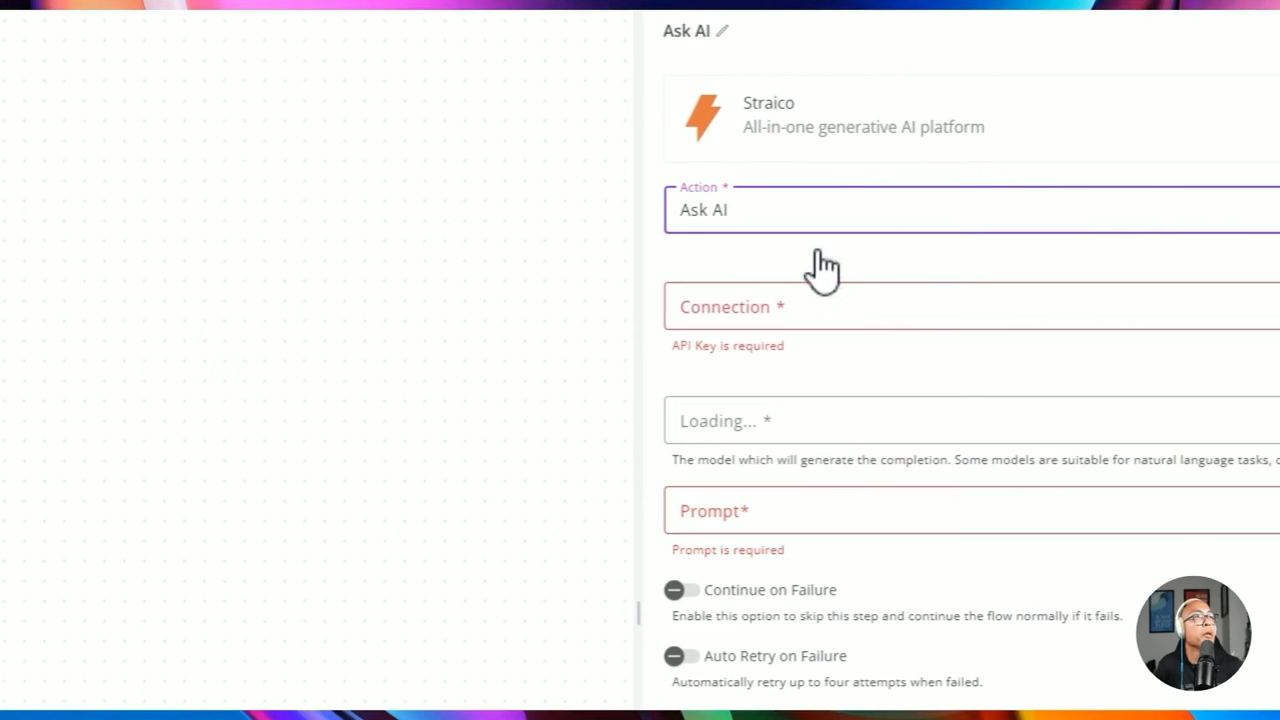 Ask AI
Straico
All-in-one generative AI platform
Action *
Ask AI
Connection *
API Key is required
Loading... *
The model which will generate the completion. Some models are suitable for natural language tasks,
Prompt*
Prompt is required
Continue on Failure
Enable this option to skip this step and continue the flow normally if it fails.
Auto Retry on Failure
Automatically retry up to four attempts when failed.